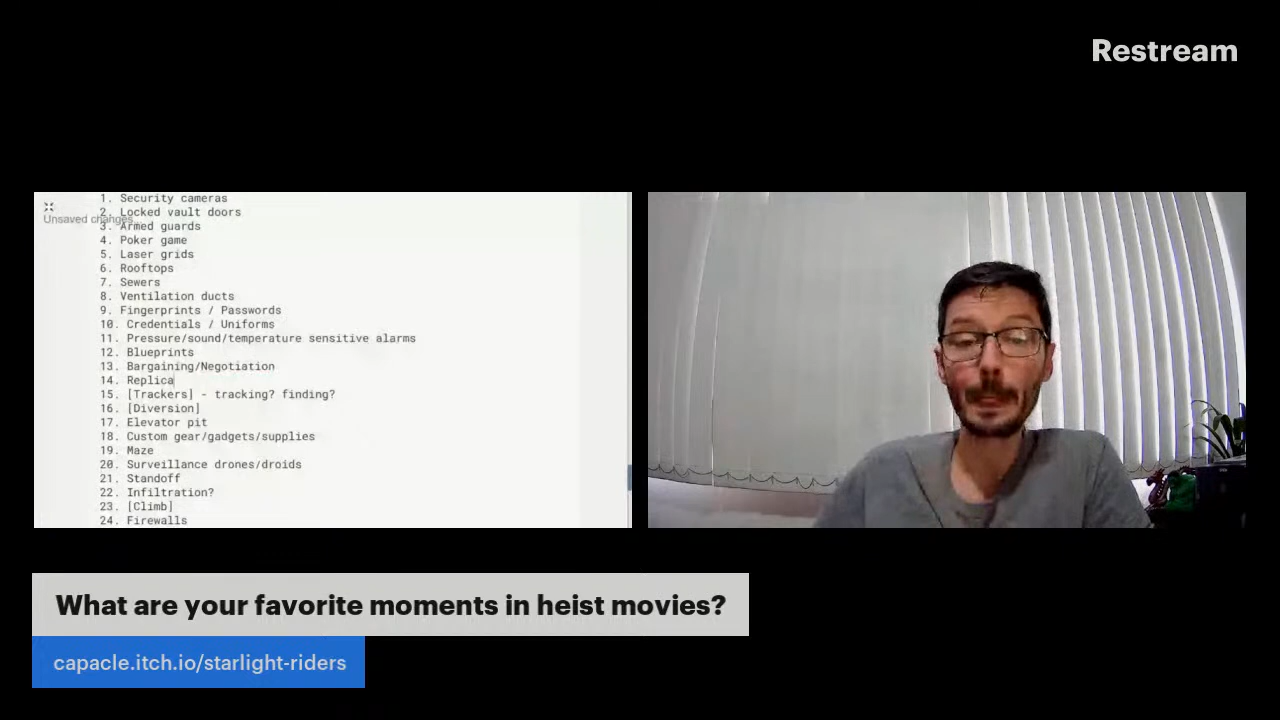 Restream
1. Security cameras
Unsaved changes...
2. Locked vault doors
3. Armed guards
4. Poker game
5. Laser grids
6. Rooftops
7. Sewers
8. Ventilation ducts
9. Fingerprints / Passwords
10. Credentials / Uniforms
11. Pressure/sound/temperature sensitive alarms
12. Blueprints
13. Bargaining/Negotiation
14. Replica
15. [Trackers] - tracking? finding?
16. [Diversion]
17. Elevator pit
18. Custom gear/gadgets/supplies
19. Maze
20. Surveillance drones/droids
21. Standoff
22. Infiltration?
23. [Climb]
24. Firewalls
What are your favorite moments in heist movies?
capacle.itch.io/starlight-riders